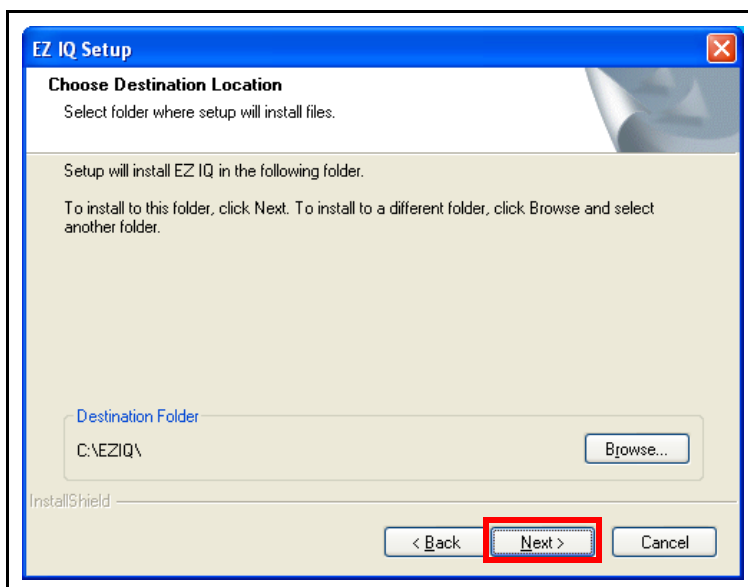 EZ IQ Setup
Choose Destination Location
Select folder where setup will install files.
Setup will install EZ IQ in the following folder.
To install to this folder, click Next. To install to a different folder, click Browse and select
another folder.
Destination Folder
C:\EZIQ\
Browse...
InstallShield
< Back
Next >
Cancel